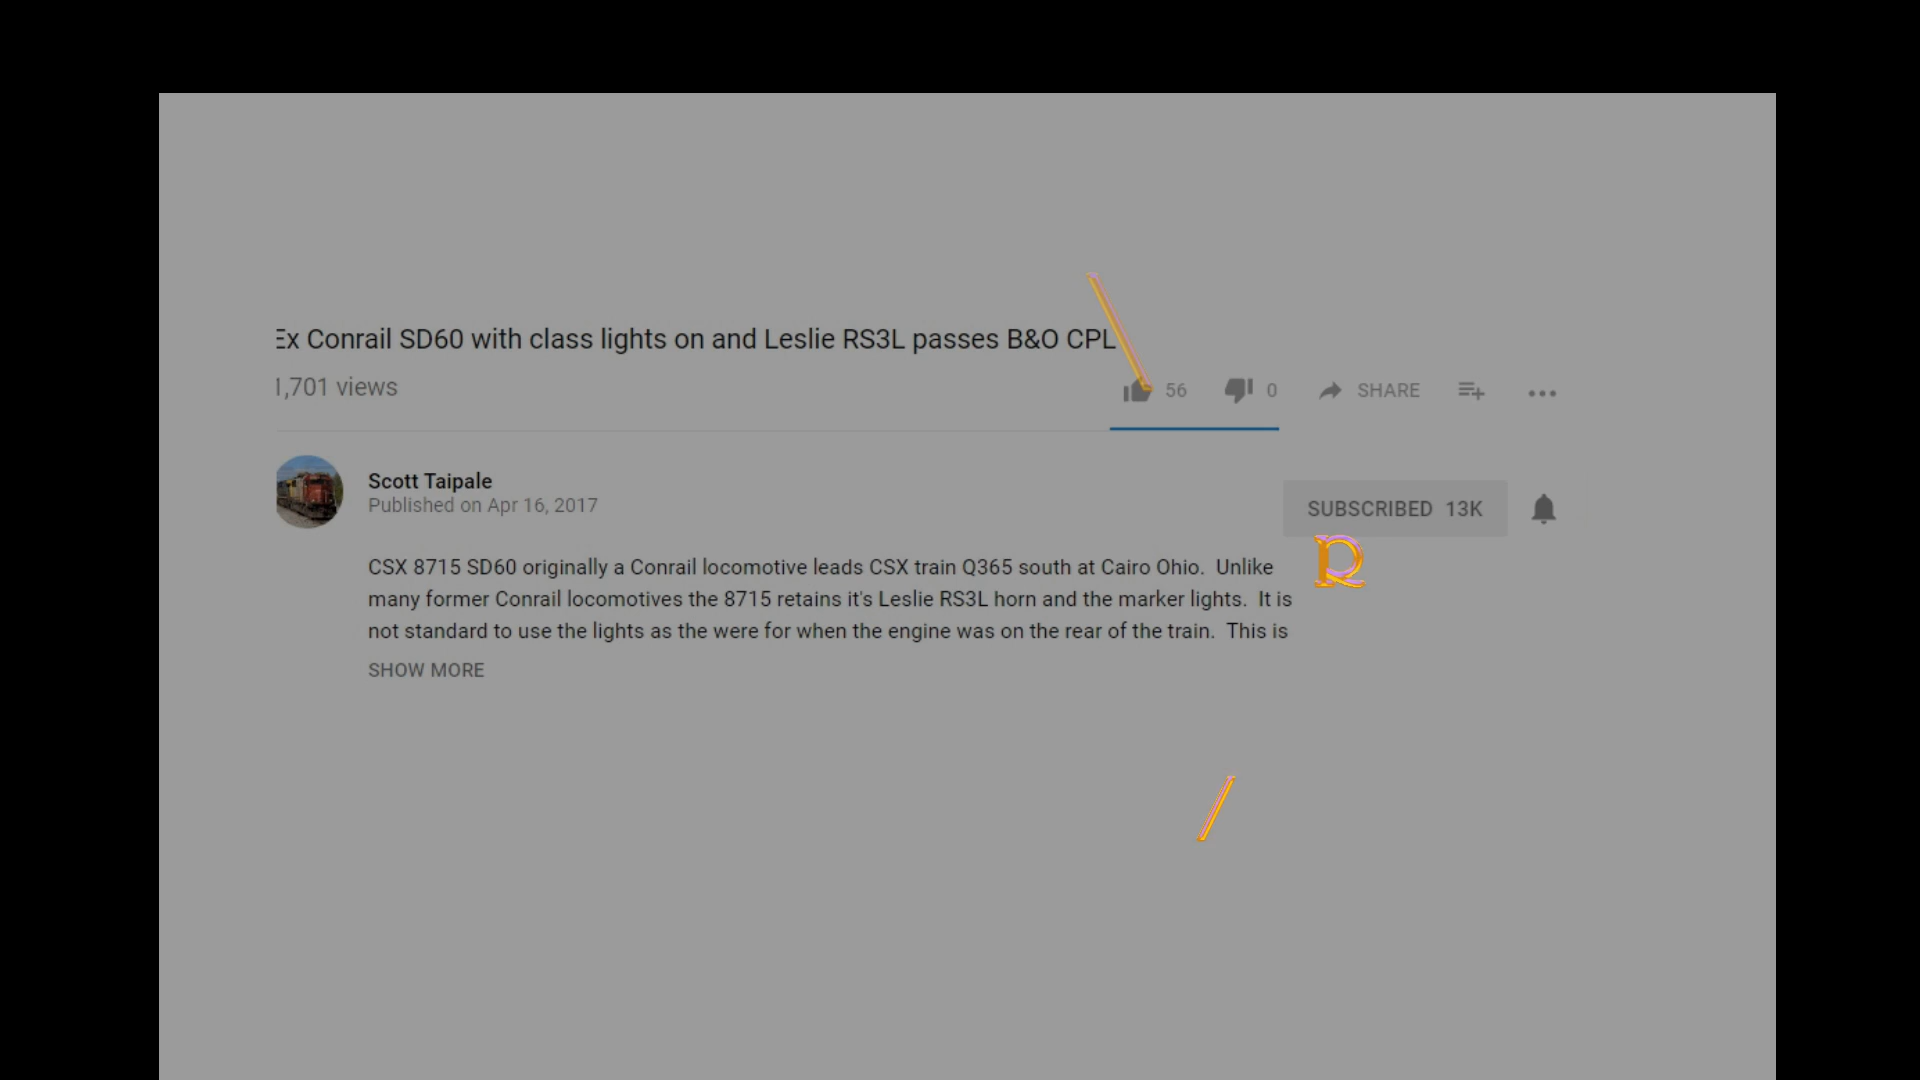 Ex Conrail SD60 with class lights on and Leslie RS3L passes B&O CPL
1,701 views
56 0 SHARE
Scott Taipale
Published on Apr 16, 2017
SUBSCRIBED 13K
CSX 8715 SD60 originally a Conrail locomotive leads CSX train Q365 south at Cairo Ohio. Unlike
many former Conrail locomotives the 8715 retains it's Leslie RS3L horn and the marker lights. It is
not standard to use the lights as the were for when the engine was on the rear of the train. This is
SHOW MORE